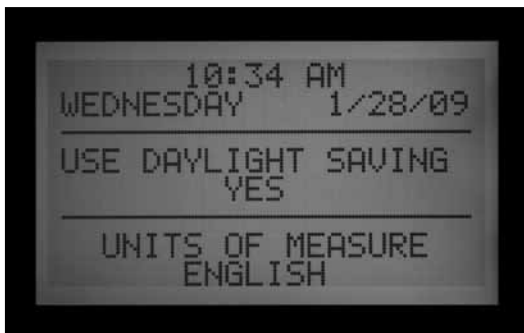 10:34 AM
WEDNESDAY 1/28/09
USE DAYLIGHT SAVING
YES
UNITS OF MEASURE
ENGLISH